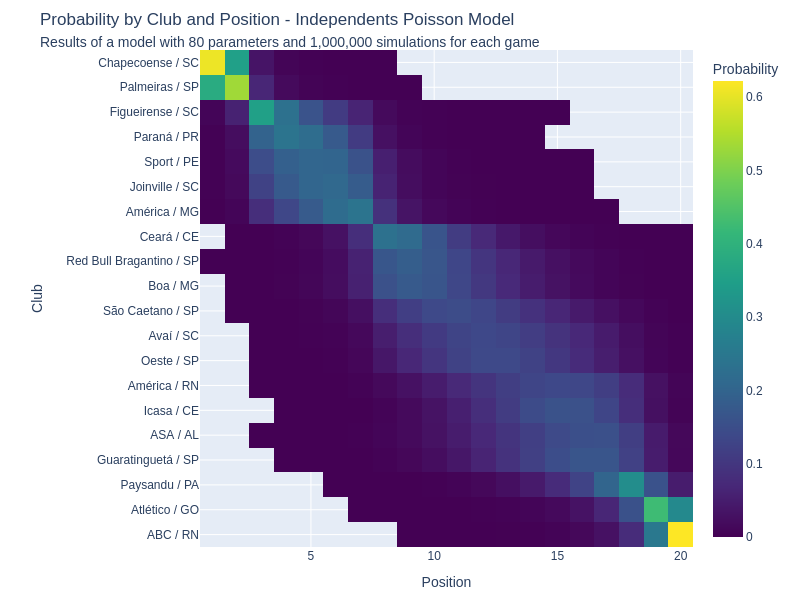 Probability by Club and Position - Independents Poisson Model
Results of a model with 80 parameters and 1,000,000 simulations for each game
Probability
Chapecoense / SC
Palmeiras / SP
Figueirense / SC
Paraná / PR
Sport / PE
Joinville / SC
América / MG
Ceará / CE
Red Bull Bragantino / SP
Boa / MG
São Caetano / SP
Avaí / SC
Oeste / SP
América / RN
Icasa / CE
ASA / AL
Guaratinguetá / SP
Paysandu / PA
Atlético / GO
ABC / RN
Club
5
10
15
20
Position
0.6
0.5
0.4
0.3
0.2
0.1
0